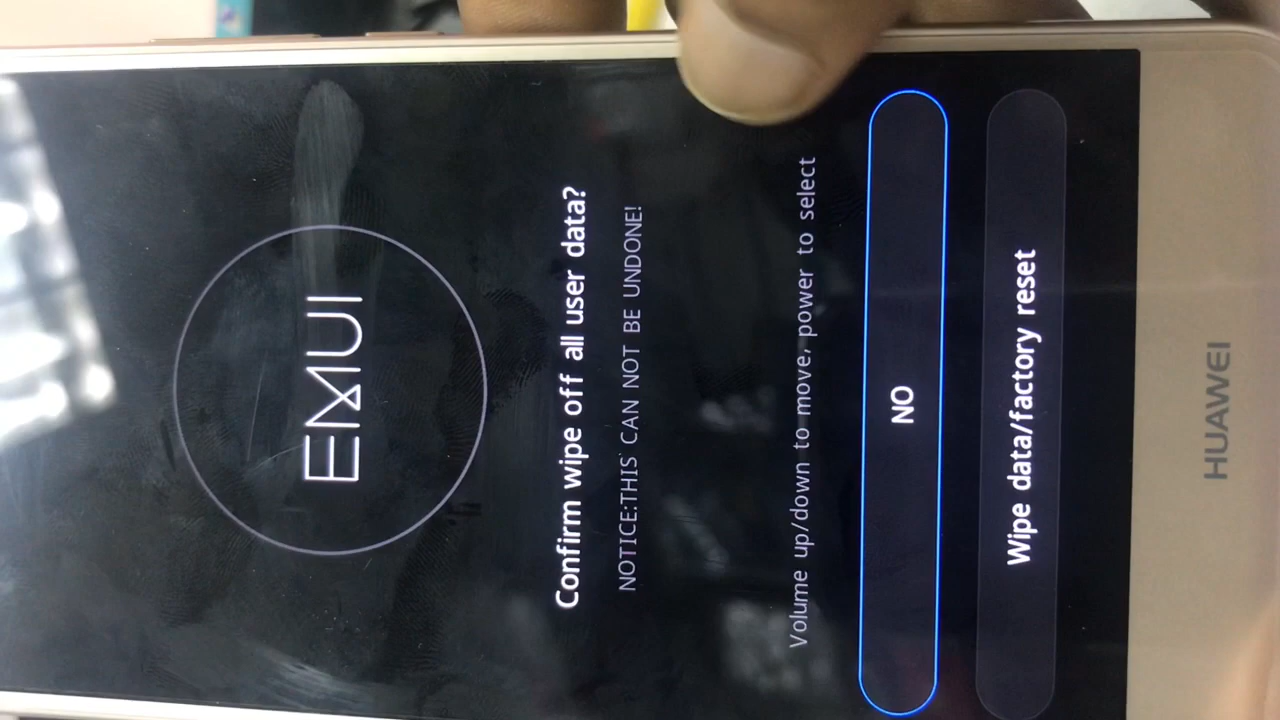 EMUI
Confirm wipe off all user data?
NOTICE:THIS CAN NOT BE UNDONE!
Volume up/down to move, power to select
NO
Wipe data/factory reset
HUAWEI